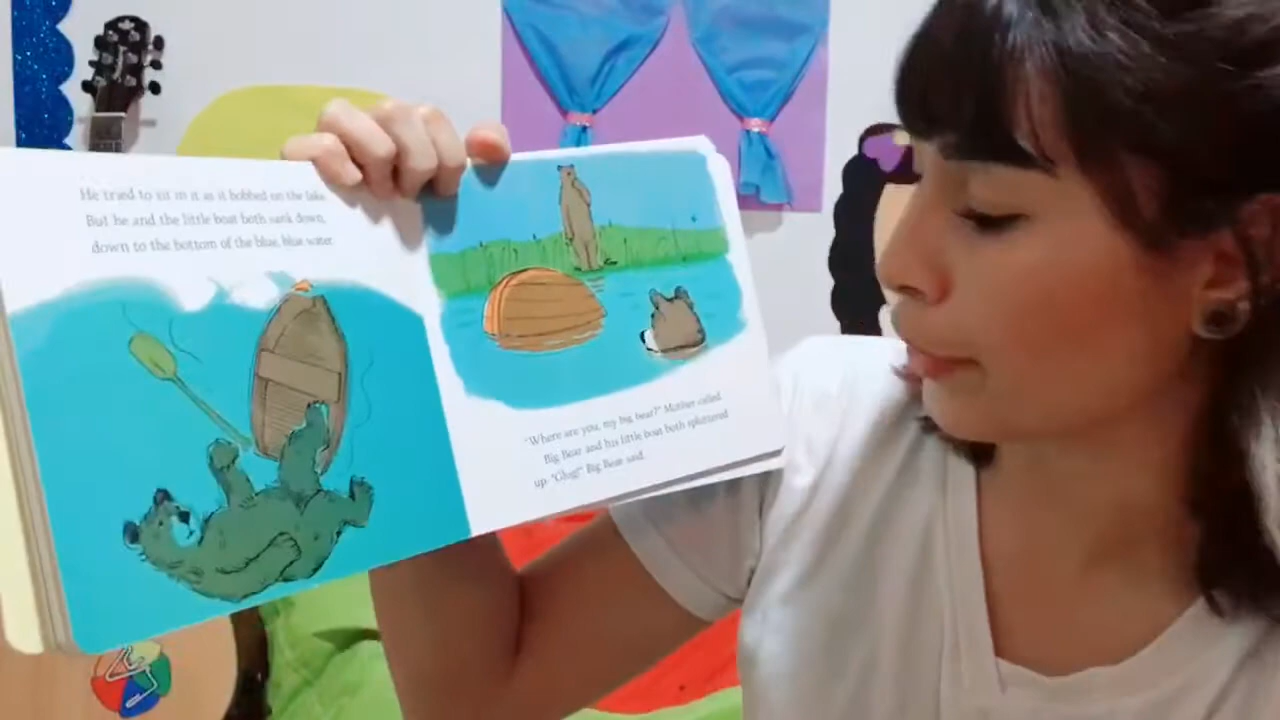 He tried to sit in it as it bobbed on the lake.
But he and the little boat both sank down,
down to the bottom of the blue, blue water.
"Where are you, my big bear?" Mother called.
Big Bear and his little boat both spluttered
up. "Glug!" Big Bear said.